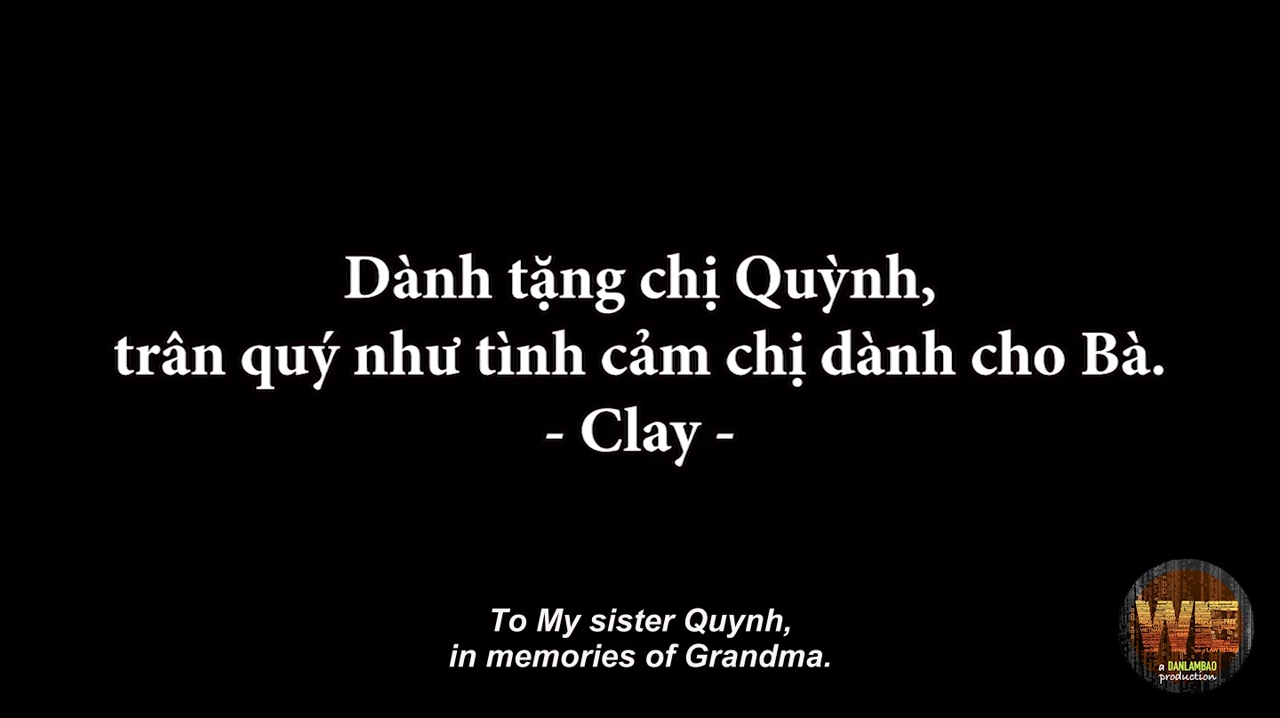 Dành tặng chị Quỳnh,
trân quý như tình cảm chị dành cho Bà.
- Clay -
To My sister Quynh,
in memories of Grandma.
WE
a DANLAMBAO
production